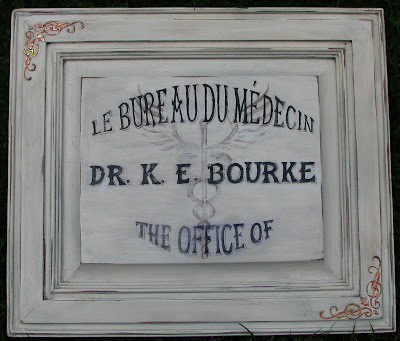 LE BUREAU DU MÉDECIN
DR. K. E. BOURKE
THE OFFICE OF